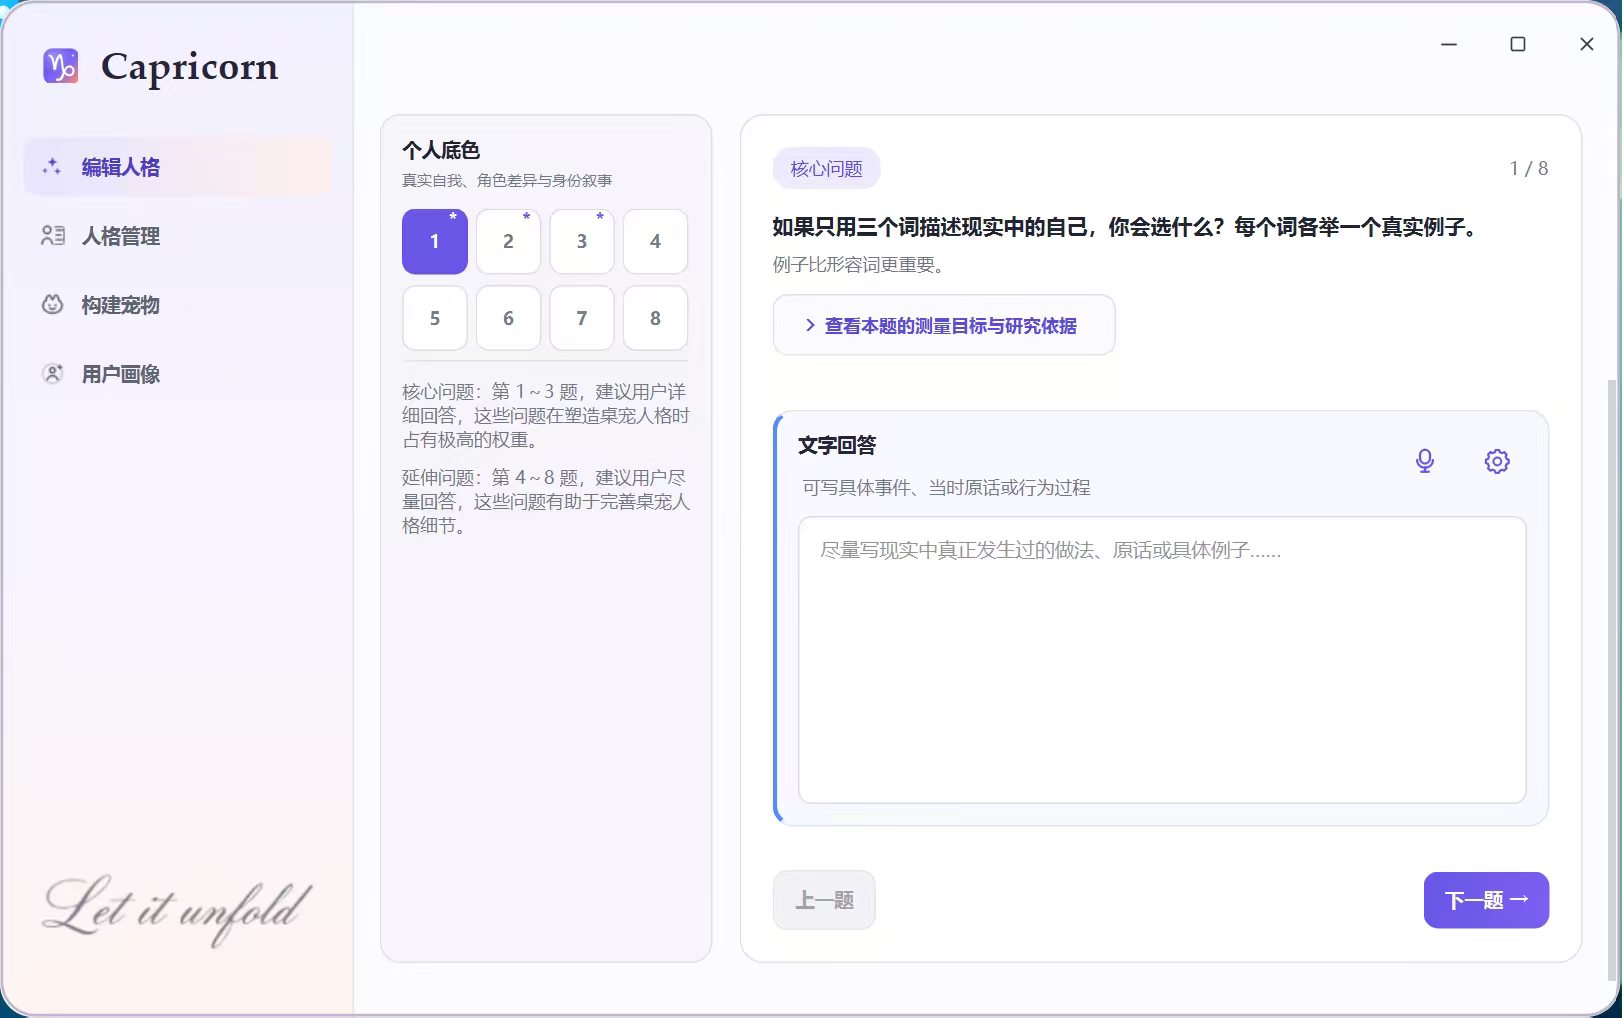 Capricorn
编辑人格
人格管理
构建宠物
用户画像
Let it unfold
个人底色
真实自我、角色差异与身份叙事
1 * 2 * 3 * 4
5 6 7 8
核心问题：第 1 ~ 3 题，建议用户详
细回答，这些问题在塑造桌宠人格时
占有极高的权重。
延伸问题：第 4 ~ 8 题，建议用户尽
量回答，这些问题有助于完善桌宠人
格细节。
核心问题
1 / 8
如果只用三个词描述现实中的自己，你会选什么？每个词各举一个真实例子。
例子比形容词更重要。
> 查看本题的测量目标与研究依据
文字回答
可写具体事件、当时原话或行为过程
尽量写现实中真正发生过的做法、原话或具体例子......
上一题
下一题 →